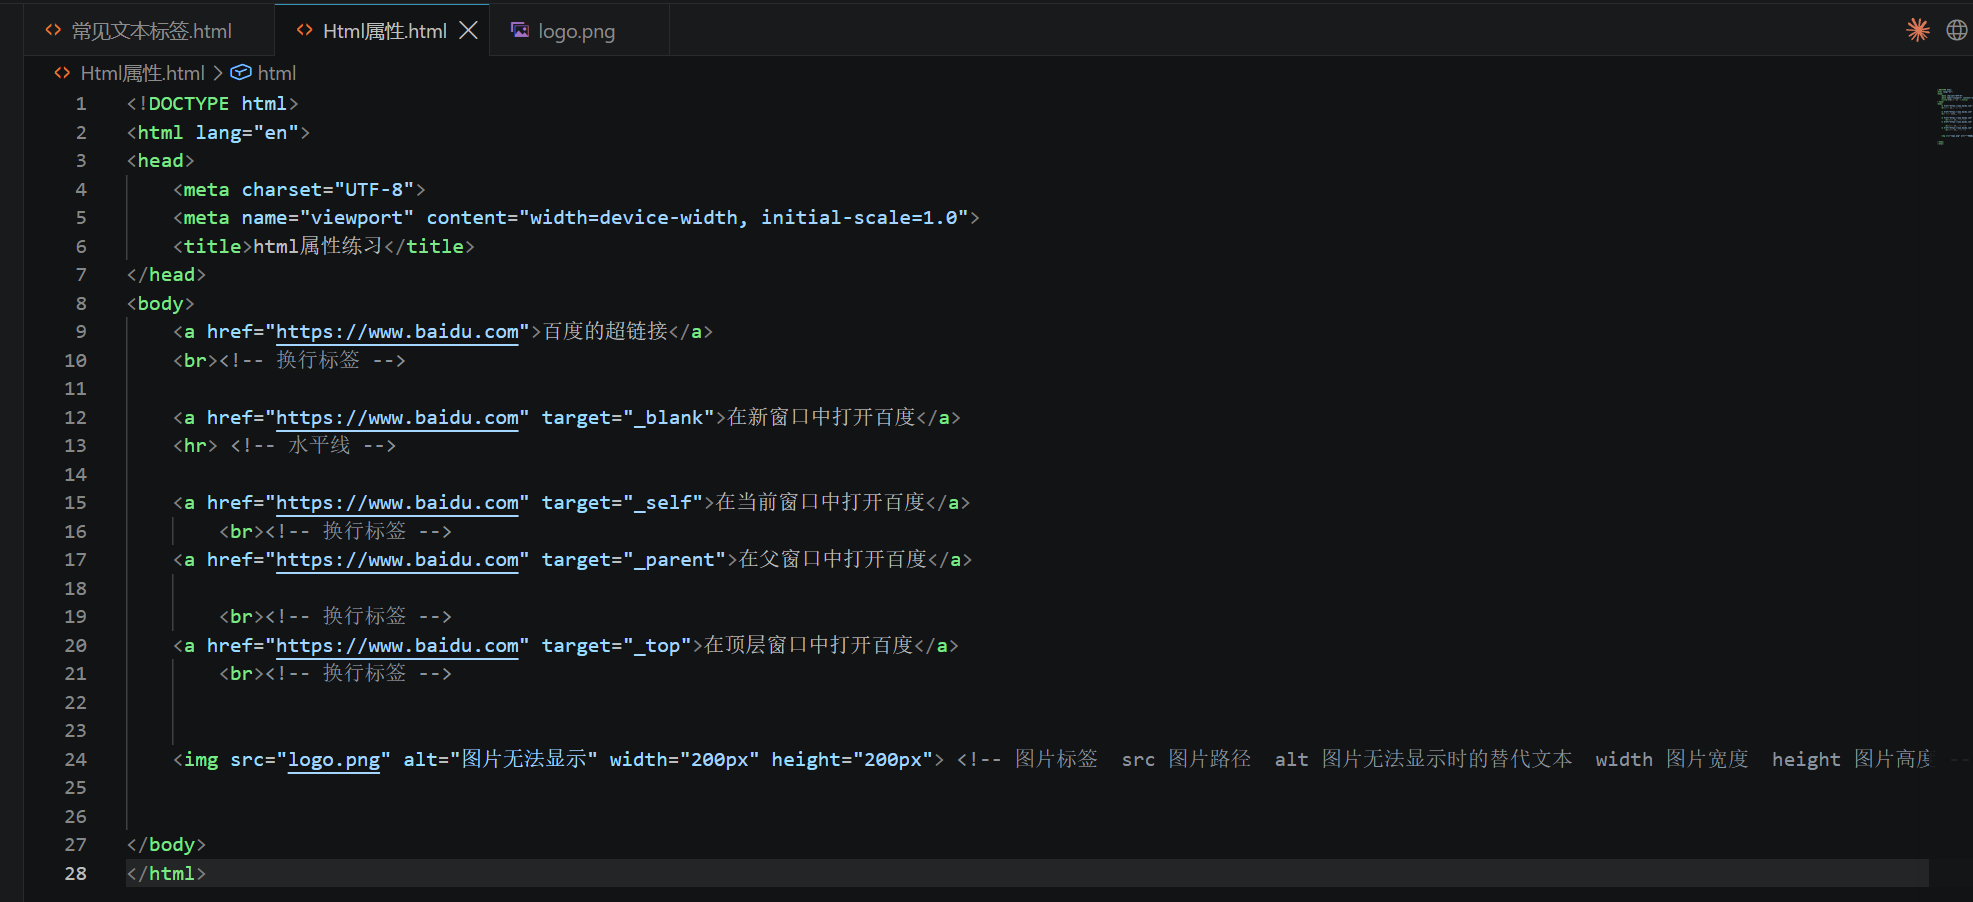 常见文本标签.html
Html属性.html
logo.png
Html属性.html > html
1 <!DOCTYPE html>
2 <html lang="en">
3 <head>
4 <meta charset="UTF-8">
5 <meta name="viewport" content="width=device-width, initial-scale=1.0">
6 <title>html属性练习</title>
7 </head>
8 <body>
9 <a href="https://www.baidu.com">百度的超链接</a>
10 <br><!-- 换行标签 -->
11
12 <a href="https://www.baidu.com" target="_blank">在新窗口中打开百度</a>
13 <hr> <!-- 水平线 -->
14
15 <a href="https://www.baidu.com" target="_self">在当前窗口中打开百度</a>
16 <br><!-- 换行标签 -->
17 <a href="https://www.baidu.com" target="_parent">在父窗口中打开百度</a>
18
19 <br><!-- 换行标签 -->
20 <a href="https://www.baidu.com" target="_top">在顶层窗口中打开百度</a>
21 <br><!-- 换行标签 -->
22
23
24 <img src="logo.png" alt="图片无法显示" width="200px" height="200px"> <!-- 图片标签 src 图片路径 alt 图片无法显示时的替代文本 width 图片宽度 height 图片高度 --
25
26
27 </body>
28 </html>